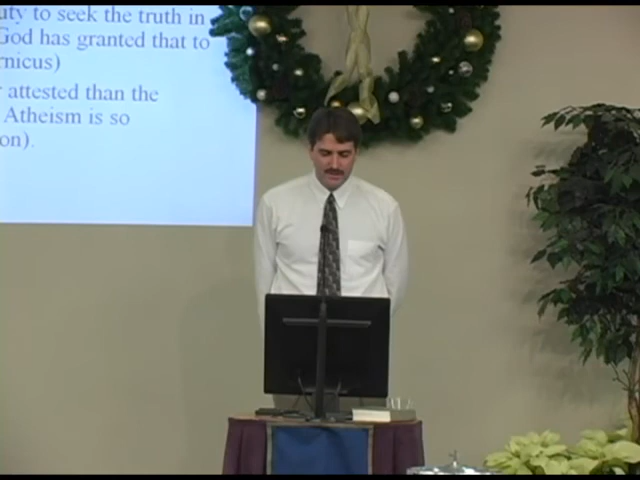 uty to seek the truth in
God has granted that to
rnicus)
r attested than the
Atheism is so
on).